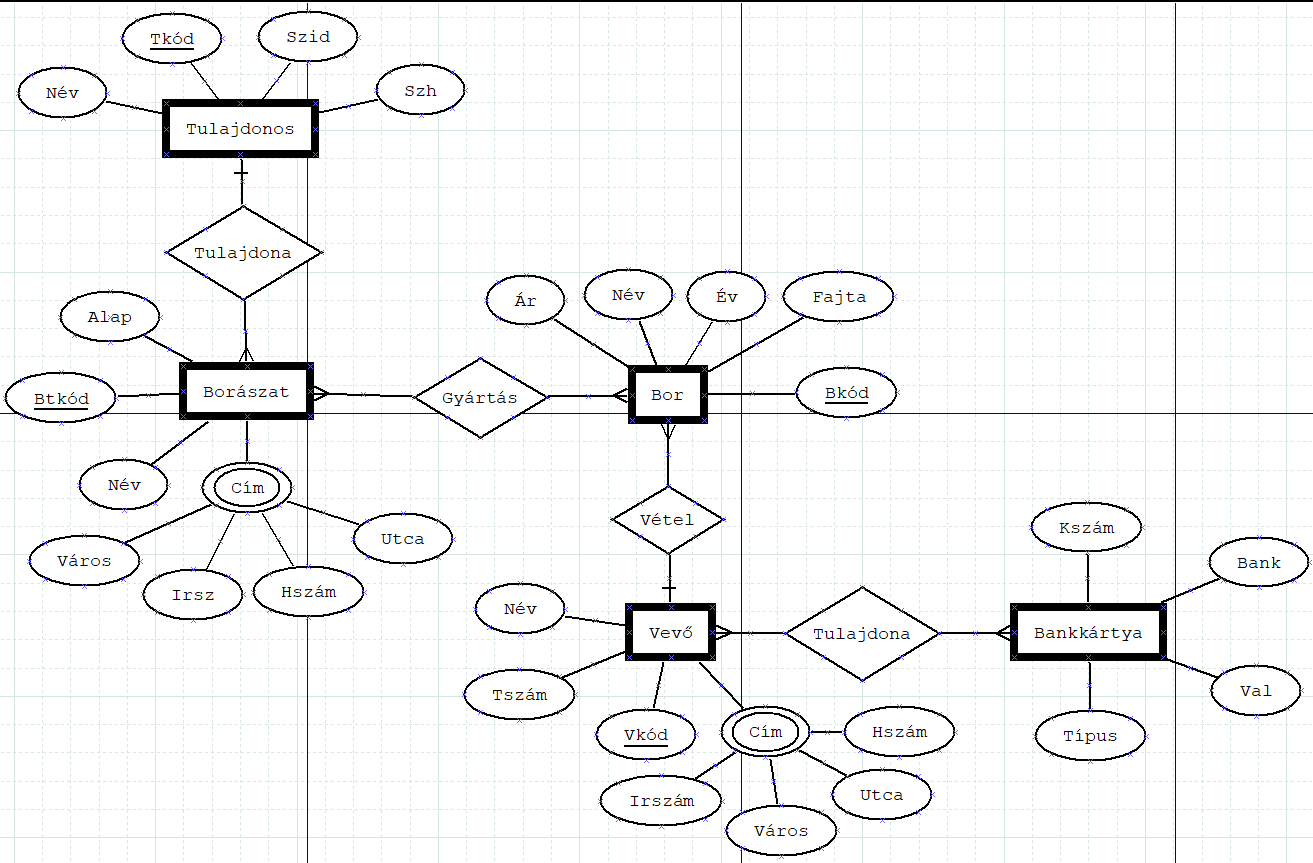 Tkód
Szid
Név
Szh
Tulajdonos
Tulajdona
Alap
Ár
Név
Év
Fajta
Btkód
Borászat
Gyártás
Bor
Bkód
Név
Cím
Város
Irsz
Hszám
Utca
Vétel
Kszám
Bank
Név
Vevő
Tulajdona
Bankkártya
Tszám
Val
Vkód
Cím
Hszám
Típus
Irszám
Utca
Város